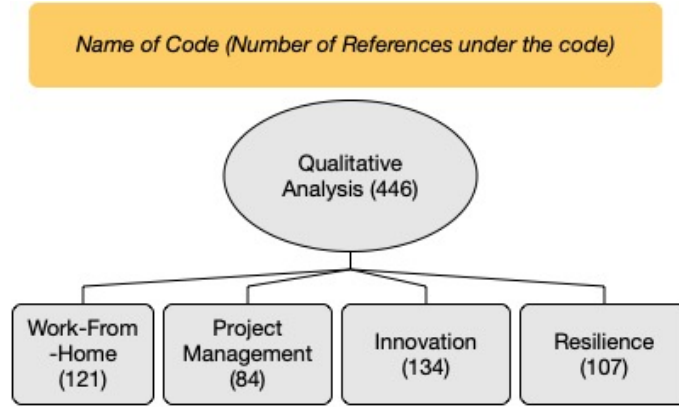 Name of Code (Number of References under the code)
Qualitative
Analysis (446)
Work-From
-Home
(121)
Project
Management
(84)
Innovation
(134)
Resilience
(107)